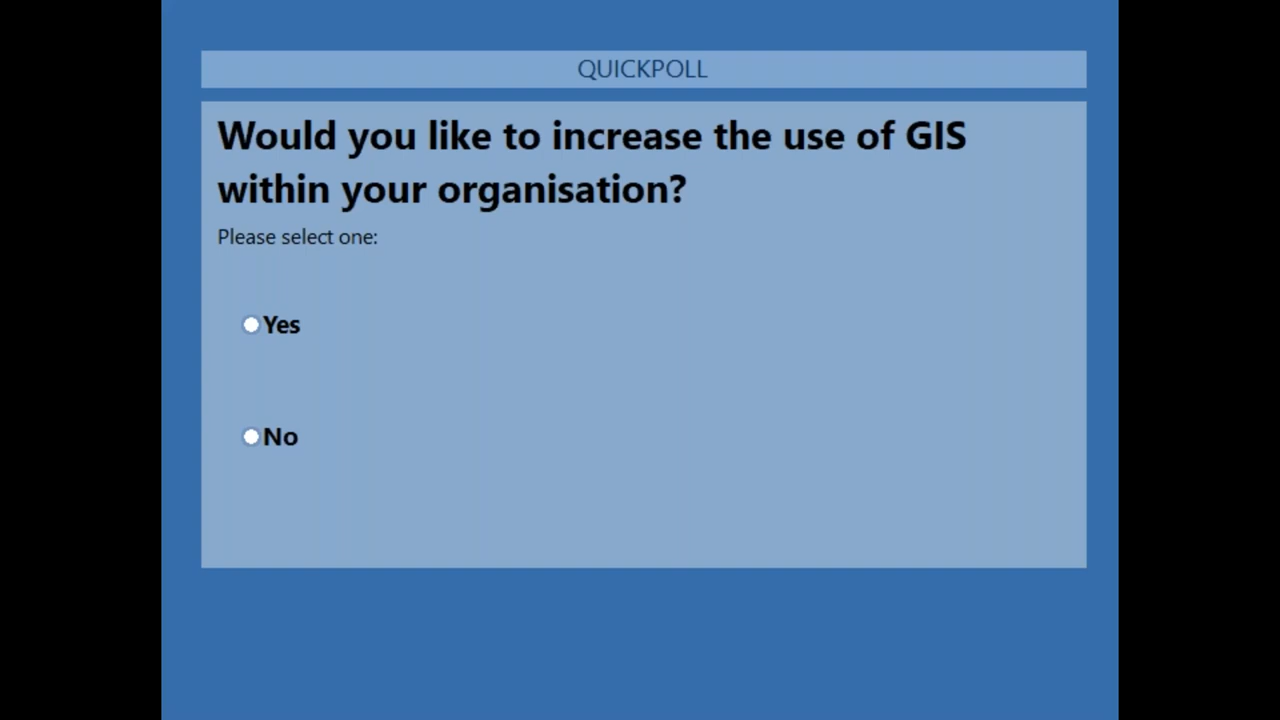 QUICKPOLL
Would you like to increase the use of GIS
within your organisation?
Please select one:
Yes
No